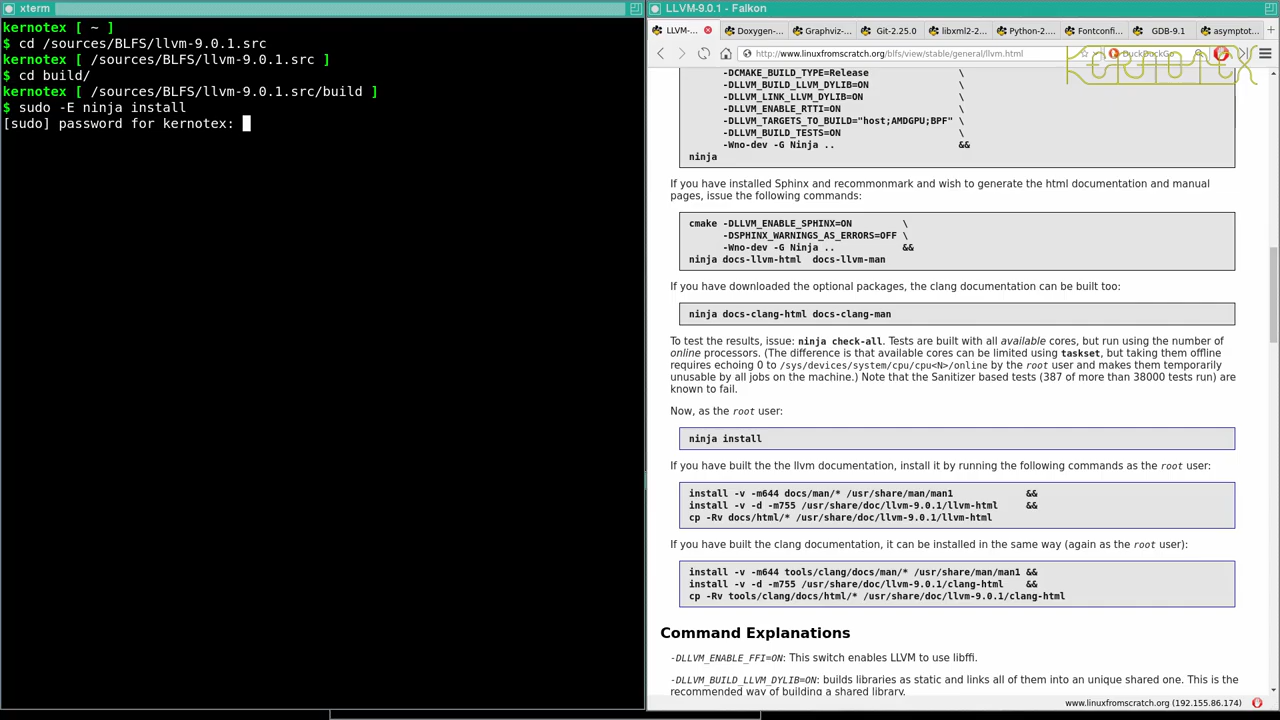 xterm
kernotex [ ~ ]
$ cd /sources/BLFS/llvm-9.0.1.src
kernotex [ /sources/BLFS/llvm-9.0.1.src ]
$ cd build/
kernotex [ /sources/BLFS/llvm-9.0.1.src/build ]
$ sudo -E ninja install
[sudo] password for kernotex:
LLVM-9.0.1 - Falkon
LLVM-... Doxygen-... Graphviz-... Git-2.25.0 libxml2-... Python-2.... Fontconfi... GDB-9.1 asymptot...
http://www.linuxfromscratch.org/blfs/view/stable/general/llvm.html DuckDuckGo
KERNOTEX
-DCMAKE_BUILD_TYPE=Release \
-DLLVM_BUILD_LLVM_DYLIB=ON \
-DLLVM_LINK_LLVM_DYLIB=ON \
-DLLVM_ENABLE_RTTI=ON \
-DLLVM_TARGETS_TO_BUILD="host;AMDGPU;BPF" \
-DLLVM_BUILD_TESTS=ON \
-Wno-dev -G Ninja .. &&
ninja
If you have installed Sphinx and recommonmark and wish to generate the html documentation and manual
pages, issue the following commands:
cmake -DLLVM_ENABLE_SPHINX=ON \
-DSPHINX_WARNINGS_AS_ERRORS=OFF \
-Wno-dev -G Ninja .. &&
ninja docs-llvm-html docs-llvm-man
If you have downloaded the optional packages, the clang documentation can be built too:
ninja docs-clang-html docs-clang-man
To test the results, issue: ninja check-all. Tests are built with all available cores, but run using the number of
online processors. (The difference is that available cores can be limited using taskset, but taking them offline
requires echoing 0 to /sys/devices/system/cpu/cpu<N>/online by the root user and makes them temporarily
unusable by all jobs on the machine.) Note that the Sanitizer based tests (387 of more than 38000 tests run) are
known to fail.
Now, as the root user:
ninja install
If you have built the the llvm documentation, install it by running the following commands as the root user:
install -v -m644 docs/man/* /usr/share/man/man1 &&
install -v -d -m755 /usr/share/doc/llvm-9.0.1/llvm-html &&
cp -Rv docs/html/* /usr/share/doc/llvm-9.0.1/llvm-html
If you have built the clang documentation, it can be installed in the same way (again as the root user):
install -v -m644 tools/clang/docs/man/* /usr/share/man/man1 &&
install -v -d -m755 /usr/share/doc/llvm-9.0.1/clang-html &&
cp -Rv tools/clang/docs/html/* /usr/share/doc/llvm-9.0.1/clang-html
Command Explanations
-DLLVM_ENABLE_FFI=ON: This switch enables LLVM to use libffi.
-DLLVM_BUILD_LLVM_DYLIB=ON: builds libraries as static and links all of them into an unique shared one. This is the
recommended way of building a shared library.
www.linuxfromscratch.org (192.155.86.174)